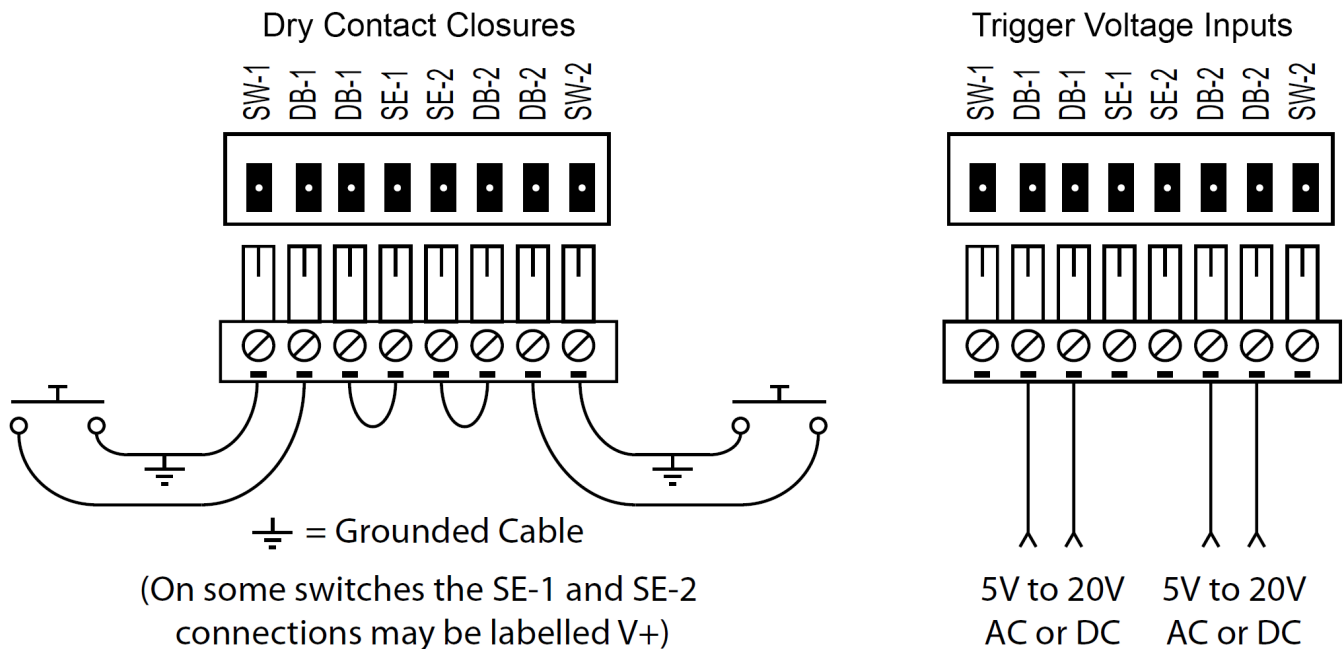 Dry Contact Closures
SW-1 DB-1 DB-1 SE-1 SE-2 DB-2 DB-2 SW-2
= Grounded Cable
(On some switches the SE-1 and SE-2
connections may be labelled V+)
Trigger Voltage Inputs
SW-1 DB-1 DB-1 SE-1 SE-2 DB-2 DB-2 SW-2
5V to 20V 5V to 20V
AC or DC AC or DC